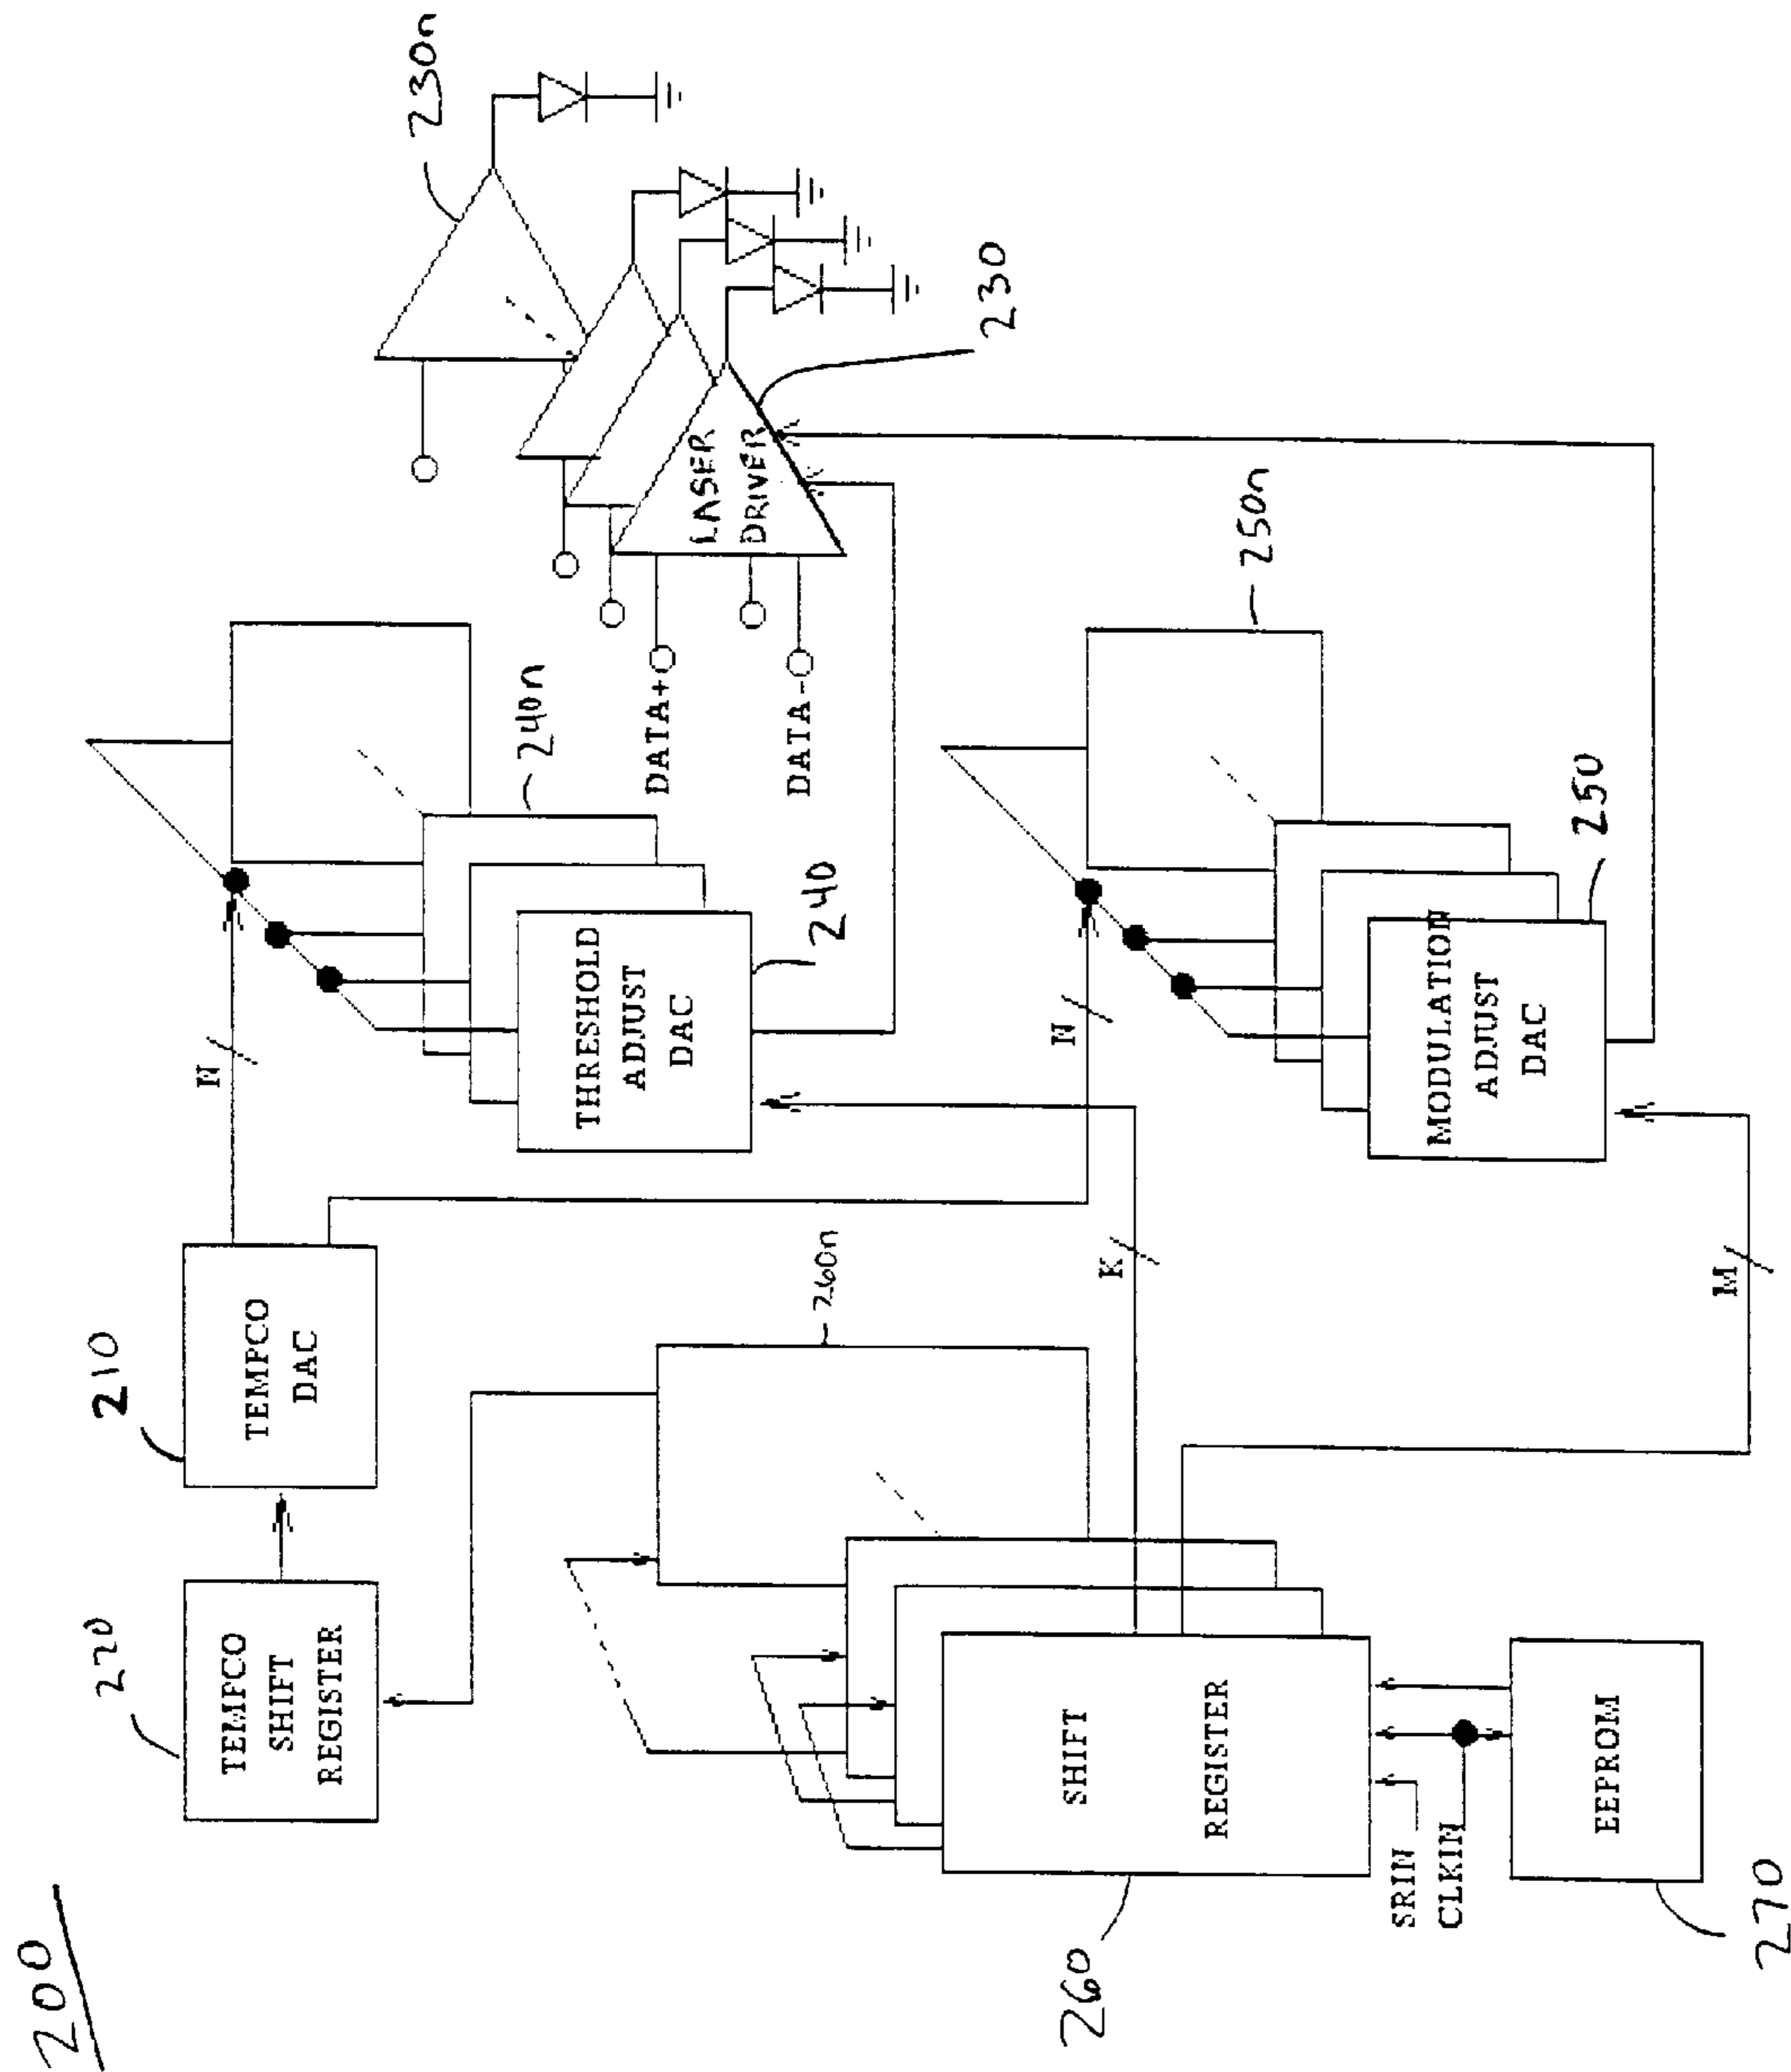 200
220
TEMPCO
SHIFT
REGISTER
210
TEMPCO
DAC
N
240n
THRESHOLD
ADJUST
DAC
240
230n
LASER
DRIVER
230
DATA+
DATA-
260n
K
N
SHIFT
REGISTER
260
SRIN
CLKIN
EEPROM
270
M
250n
MODULATION
ADJUST
DAC
250